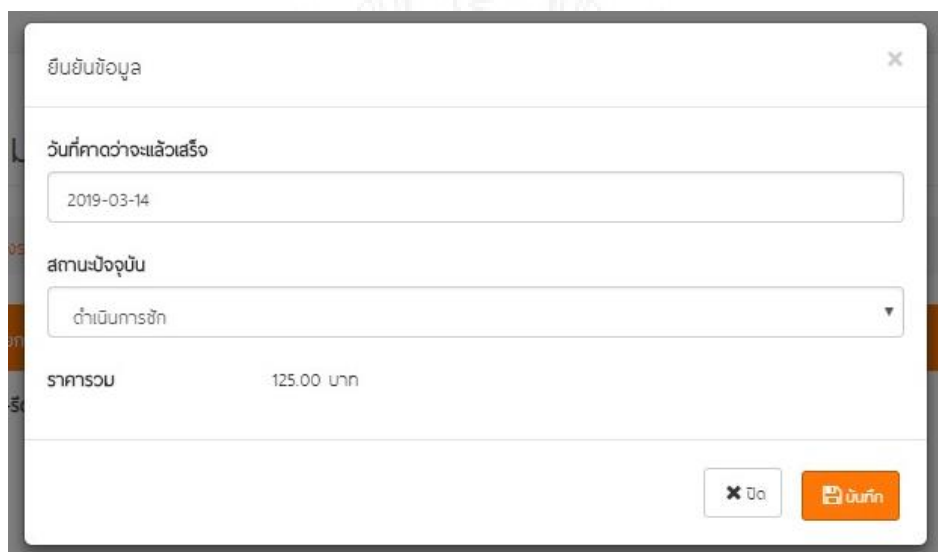 ยืนยันข้อมูล ×
วันที่คาดว่าจะแล้วเสร็จ
2019-03-14
สถานะปัจจุบัน
ดำเนินการซัก
ราคารวม 125.00 บาท
ปิด บันทึก